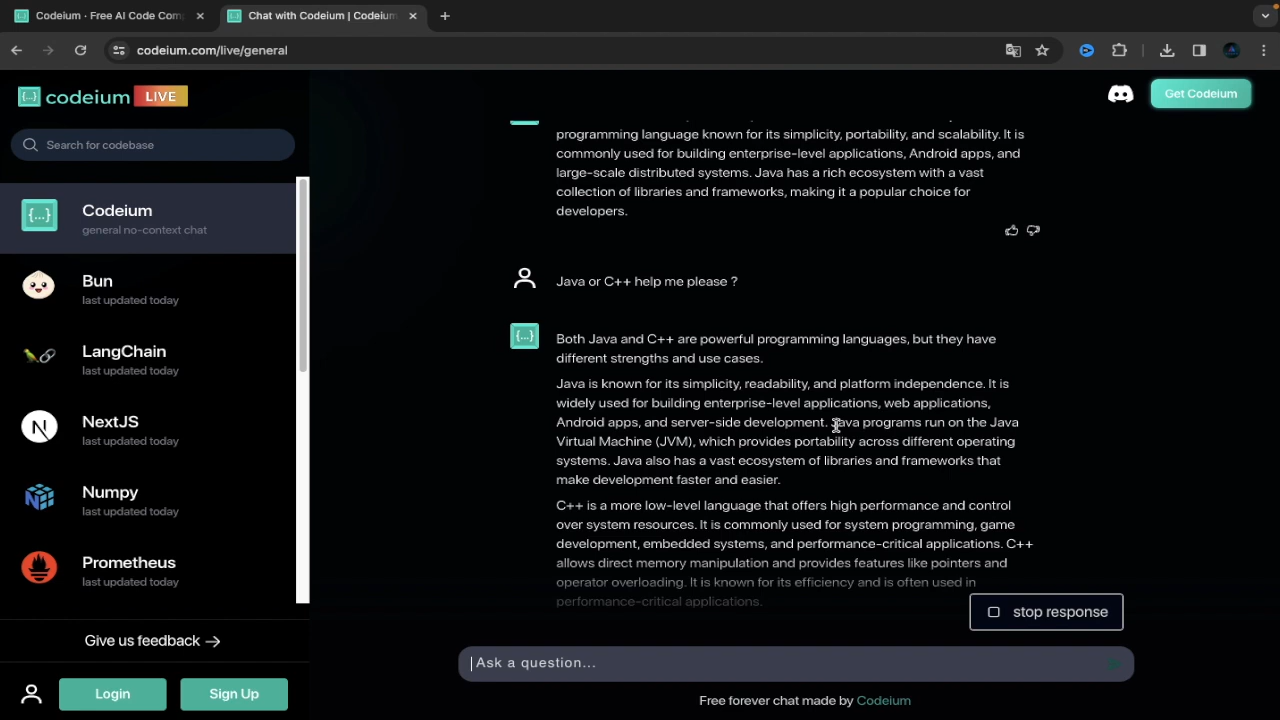 Codeium · Free AI Code Com
Chat with Codeium | Codeium
codeium.com/live/general
{...} codeium LIVE
Get Codeium
Search for codebase
{...}
Codeium
general no-context chat
Bun
last updated today
LangChain
last updated today
N
NextJS
last updated today
Numpy
last updated today
Prometheus
last updated today
Give us feedback →
Login
Sign Up
programming language known for its simplicity, portability, and scalability. It is
commonly used for building enterprise-level applications, Android apps, and
large-scale distributed systems. Java has a rich ecosystem with a vast
collection of libraries and frameworks, making it a popular choice for
developers.
Java or C++ help me please ?
{...}
Both Java and C++ are powerful programming languages, but they have
different strengths and use cases.
Java is known for its simplicity, readability, and platform independence. It is
widely used for building enterprise-level applications, web applications,
Android apps, and server-side development. Java programs run on the Java
Virtual Machine (JVM), which provides portability across different operating
systems. Java also has a vast ecosystem of libraries and frameworks that
make development faster and easier.
C++ is a more low-level language that offers high performance and control
over system resources. It is commonly used for system programming, game
development, embedded systems, and performance-critical applications. C++
allows direct memory manipulation and provides features like pointers and
operator overloading. It is known for its efficiency and is often used in
performance-critical applications.
stop response
Ask a question...
Free forever chat made by Codeium